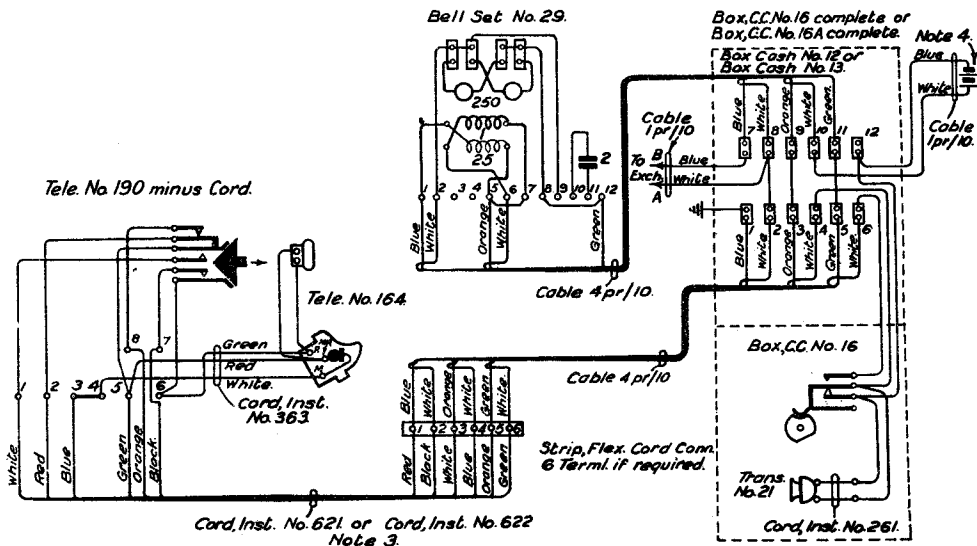 Bell Set No.29.
250
25
2
1 2 3 4 5 6 7 8 9 10 11 12
Blue
White
Orange
White
Green
Cable 4pr/10.
Box,C.C.No.16 complete or
Box,C.C.No.16A complete.
Box Cash No.12 or
Box Cash No.13.
Note 4.
Blue
White
Cable
1pr/10.
Blue
White
Orange
White
Green
7 8 9 10 11 12
Cable
1pr/10
To B Blue
Exch. White
A
1 2 3 4 5 6
Blue
White
Orange
White
Green
White
Tele. No.190 minus Cord.
Tele. No.164.
8 7
Green
Red
White.
R
M
Cord, Inst.
No.363.
1 2 3 4 5 6
White
Red
Blue
Green
Orange
Black
Cable 4pr/10
Blue
White
Orange
White
Green
White
1 2 3 4 5 6
Red
Black
White
Blue
Orange
Green
Strip, Flex. Cord Conn.
6 Terml. if required.
Cord, Inst. No.621. or Cord, Inst. No.622
Note 3.
Box,C.C. No.16
Trans.
No.21
Cord, Inst. No.261.